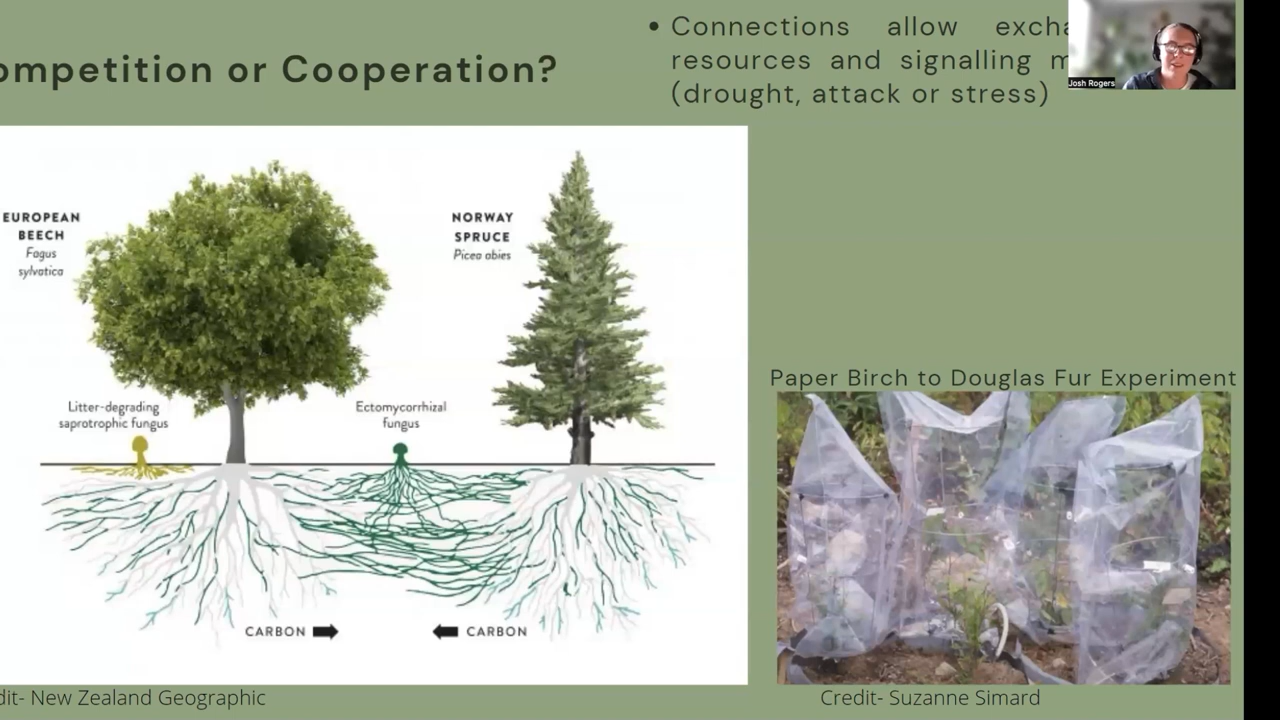 ompetition or Cooperation?
• Connections allow excha
resources and signalling m
(drought, attack or stress)
Josh Rogers
EUROPEAN
BEECH
Fagus
sylvatica
NORWAY
SPRUCE
Picea abies
Litter-degrading
saprotrophic fungus
Ectomycorrhizal
fungus
CARBON
CARBON
Paper Birch to Douglas Fur Experiment
dit- New Zealand Geographic
Credit- Suzanne Simard